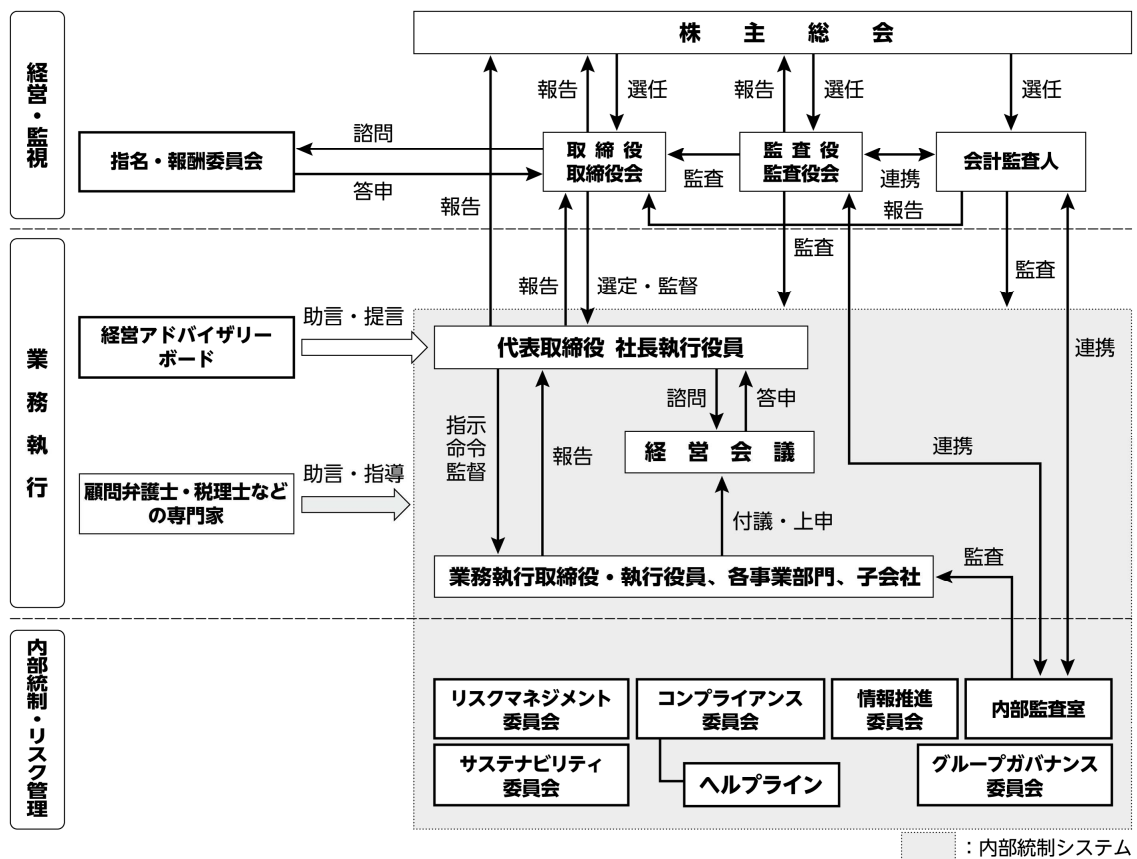 株主総会
経営・監視
報告
選任
報告
選任
選任
諮問
指名・報酬委員会
答申
取締役
取締役会
監査
監査役
監査役会
連携
会計監査人
報告
報告
監査
監査
報告
選定・監督
業務執行
経営アドバイザリー
ボード
助言・提言
代表取締役 社長執行役員
連携
諮問
答申
指示
命令
監督
報告
経営会議
連携
顧問弁護士・税理士など
の専門家
助言・指導
付議・上申
業務執行取締役・執行役員、各事業部門、子会社
監査
内部統制・リスク管理
リスクマネジメント
委員会
コンプライアンス
委員会
情報推進
委員会
内部監査室
サステナビリティ
委員会
ヘルプライン
グループガバナンス
委員会
:内部統制システム